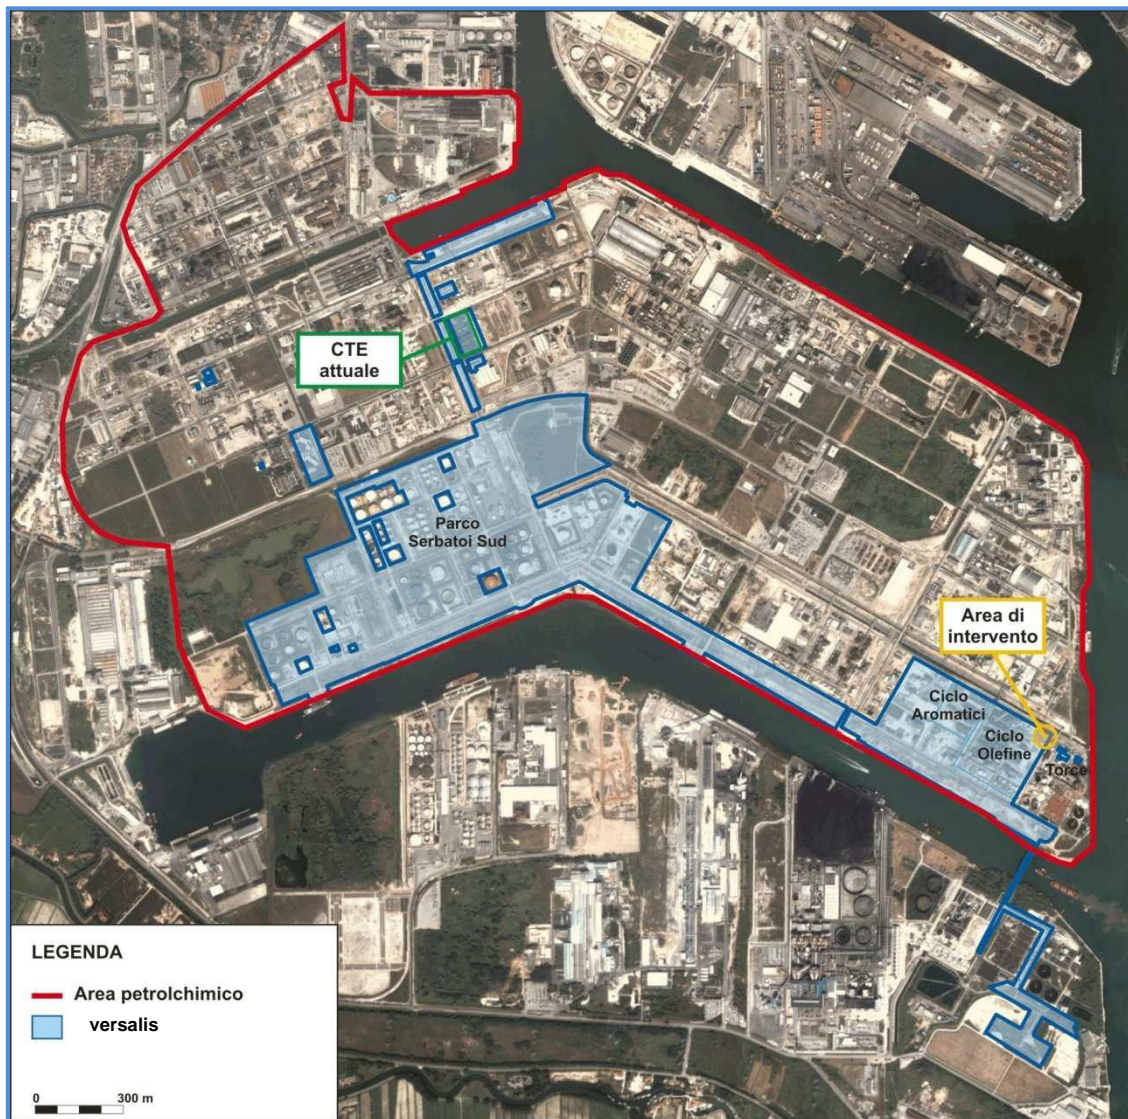 CTE
attuale
Parco
Serbatoi Sud
Area di
intervento
Ciclo
Aromatici
Ciclo
Olefine
Torce
LEGENDA
Area petrolchimico
versalis
0 300 m